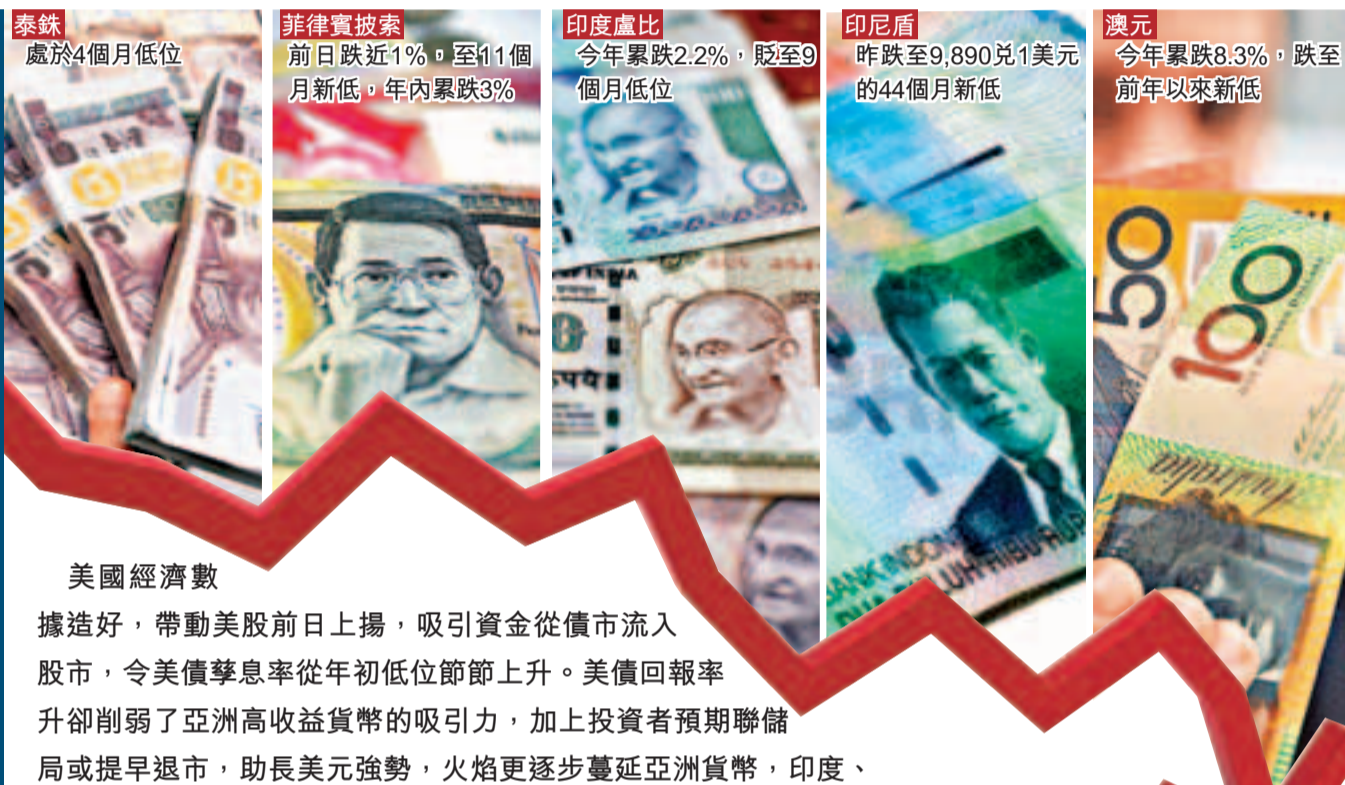 泰銖
處於4個月低位
菲律賓披索
前日跌近1%，至11個
月新低，年內累跌3%
印度盧比
今年累跌2.2%，貶至9
個月低位
印尼盾
昨跌至9,890兌1美元
的44個月新低
澳元
今年累跌8.3%，跌至
前年以來新低
50
100
Australia
美國經濟數
據造好，帶動美股前日上揚，吸引資金從債市流入
股市，令美債孳息率從年初低位節節上升。美債回報率
升卻削弱了亞洲高收益貨幣的吸引力，加上投資者預期聯儲
局或提早退市，助長美元強勢，火焰更逐步蔓延亞洲貨幣，印度、